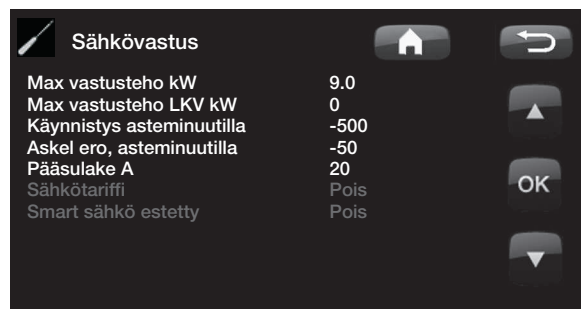 Sähkövastus
Max vastusteho kW 9.0
Max vastusteho LKV kW 0
Käynnistys asteminuutilla -500
Askel ero, asteminuutilla -50
Pääsulake A 20
Sähkötariffi Pois
Smart sähkö estetty Pois
OK